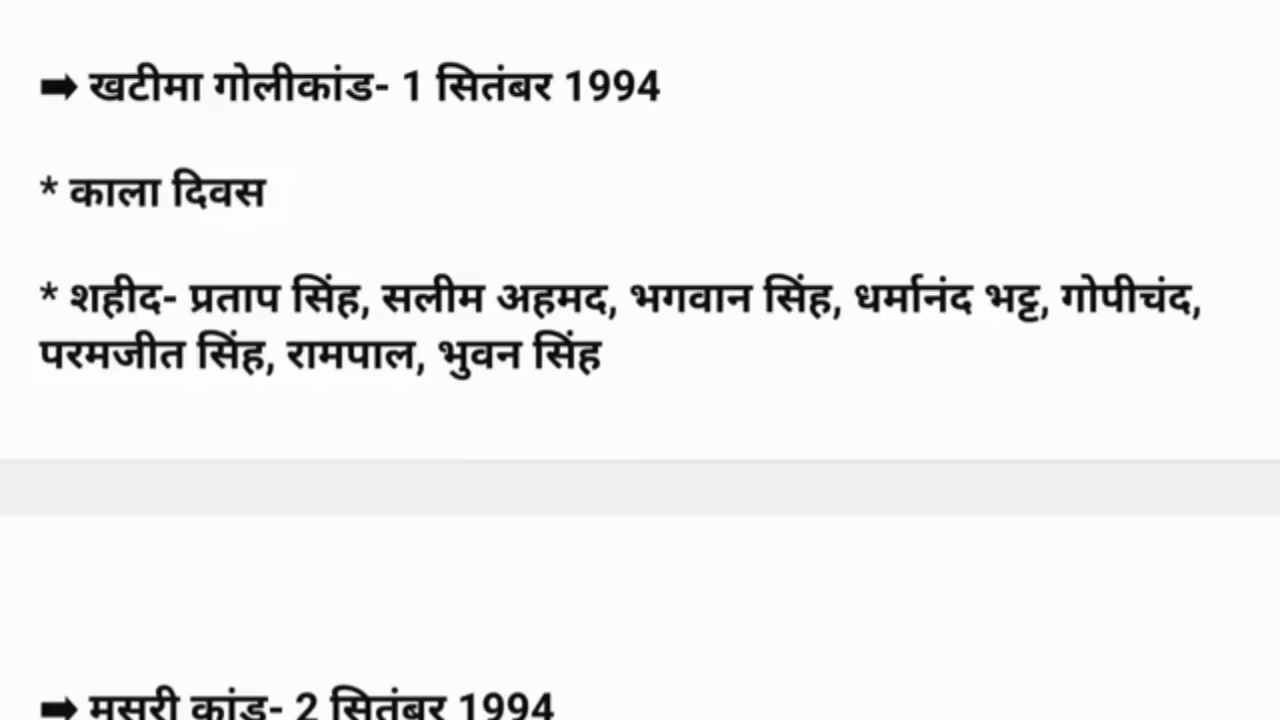 ➡ खटीमा गोलीकांड- 1 सितंबर 1994
* काला दिवस
* शहीद- प्रताप सिंह, सलीम अहमद, भगवान सिंह, धर्मानंद भट्ट, गोपीचंद,
परमजीत सिंह, रामपाल, भुवन सिंह
➡ मसूरी कांड- 2 सितंबर 1994